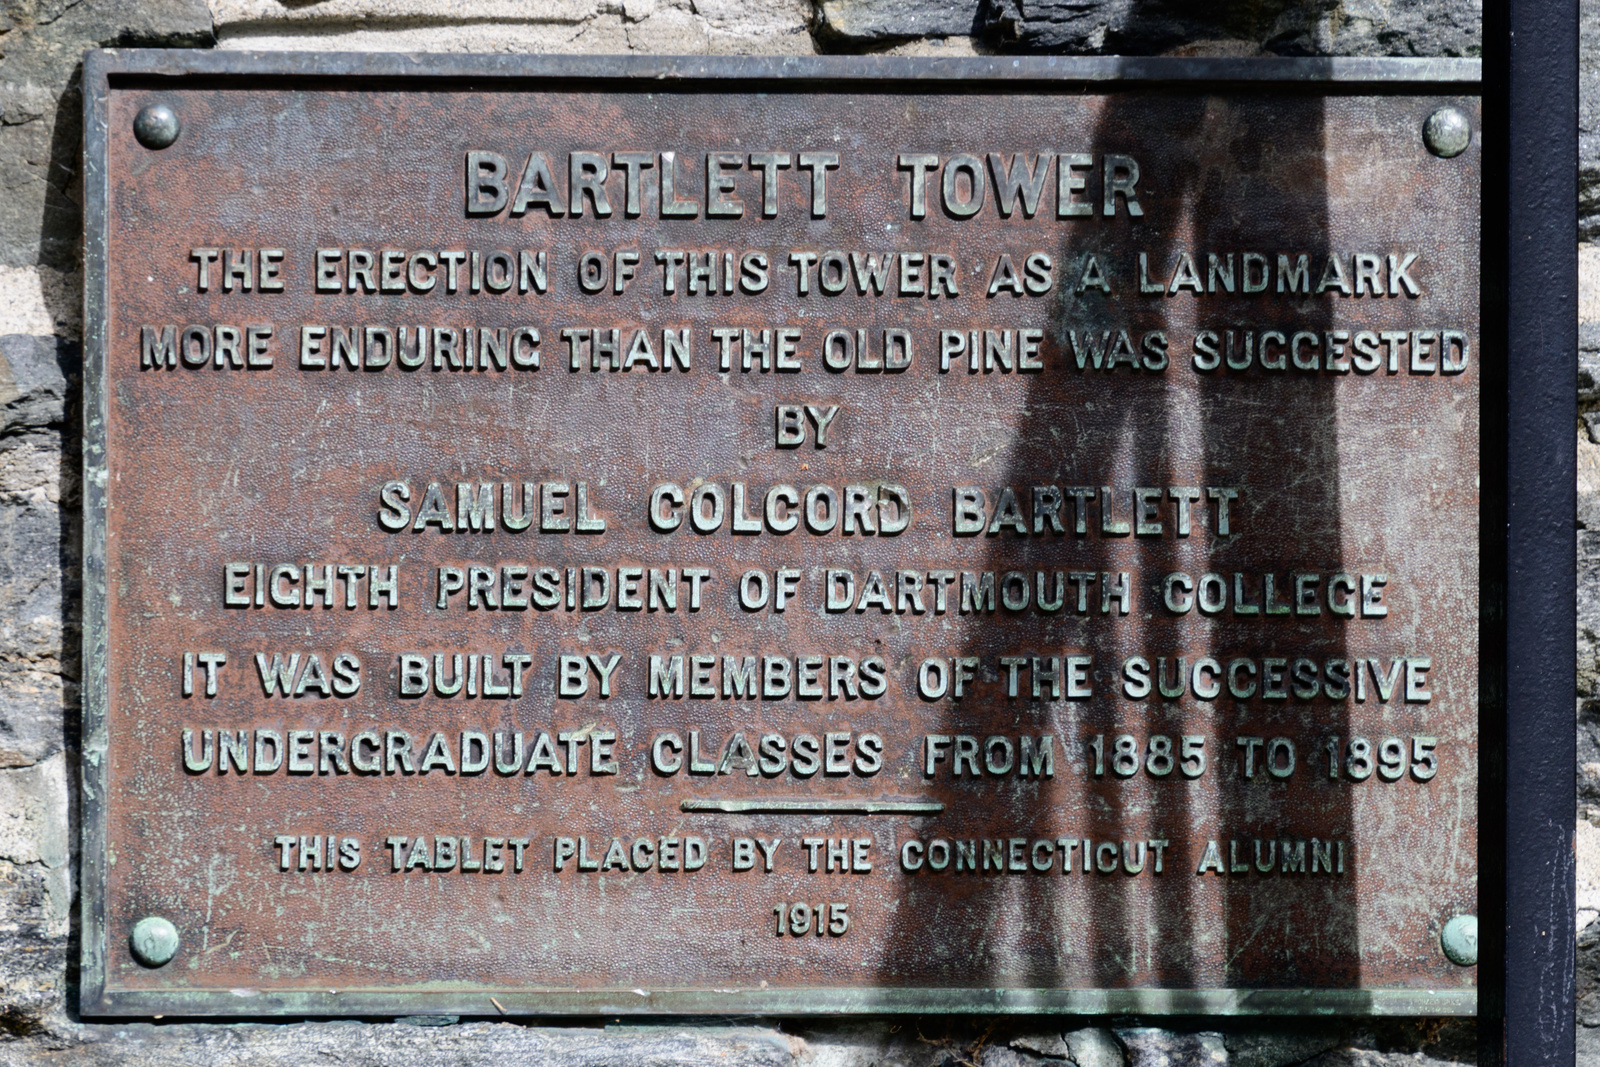 BARTLETT TOWER
THE ERECTION OF THIS TOWER AS A LANDMARK
MORE ENDURING THAN THE OLD PINE WAS SUGGESTED
BY
SAMUEL COLCORD BARTLETT
EIGHTH PRESIDENT OF DARTMOUTH COLLEGE
IT WAS BUILT BY MEMBERS OF THE SUCCESSIVE
UNDERGRADUATE CLASSES FROM 1885 TO 1895
THIS TABLET PLACED BY THE CONNECTICUT ALUMNI
1915